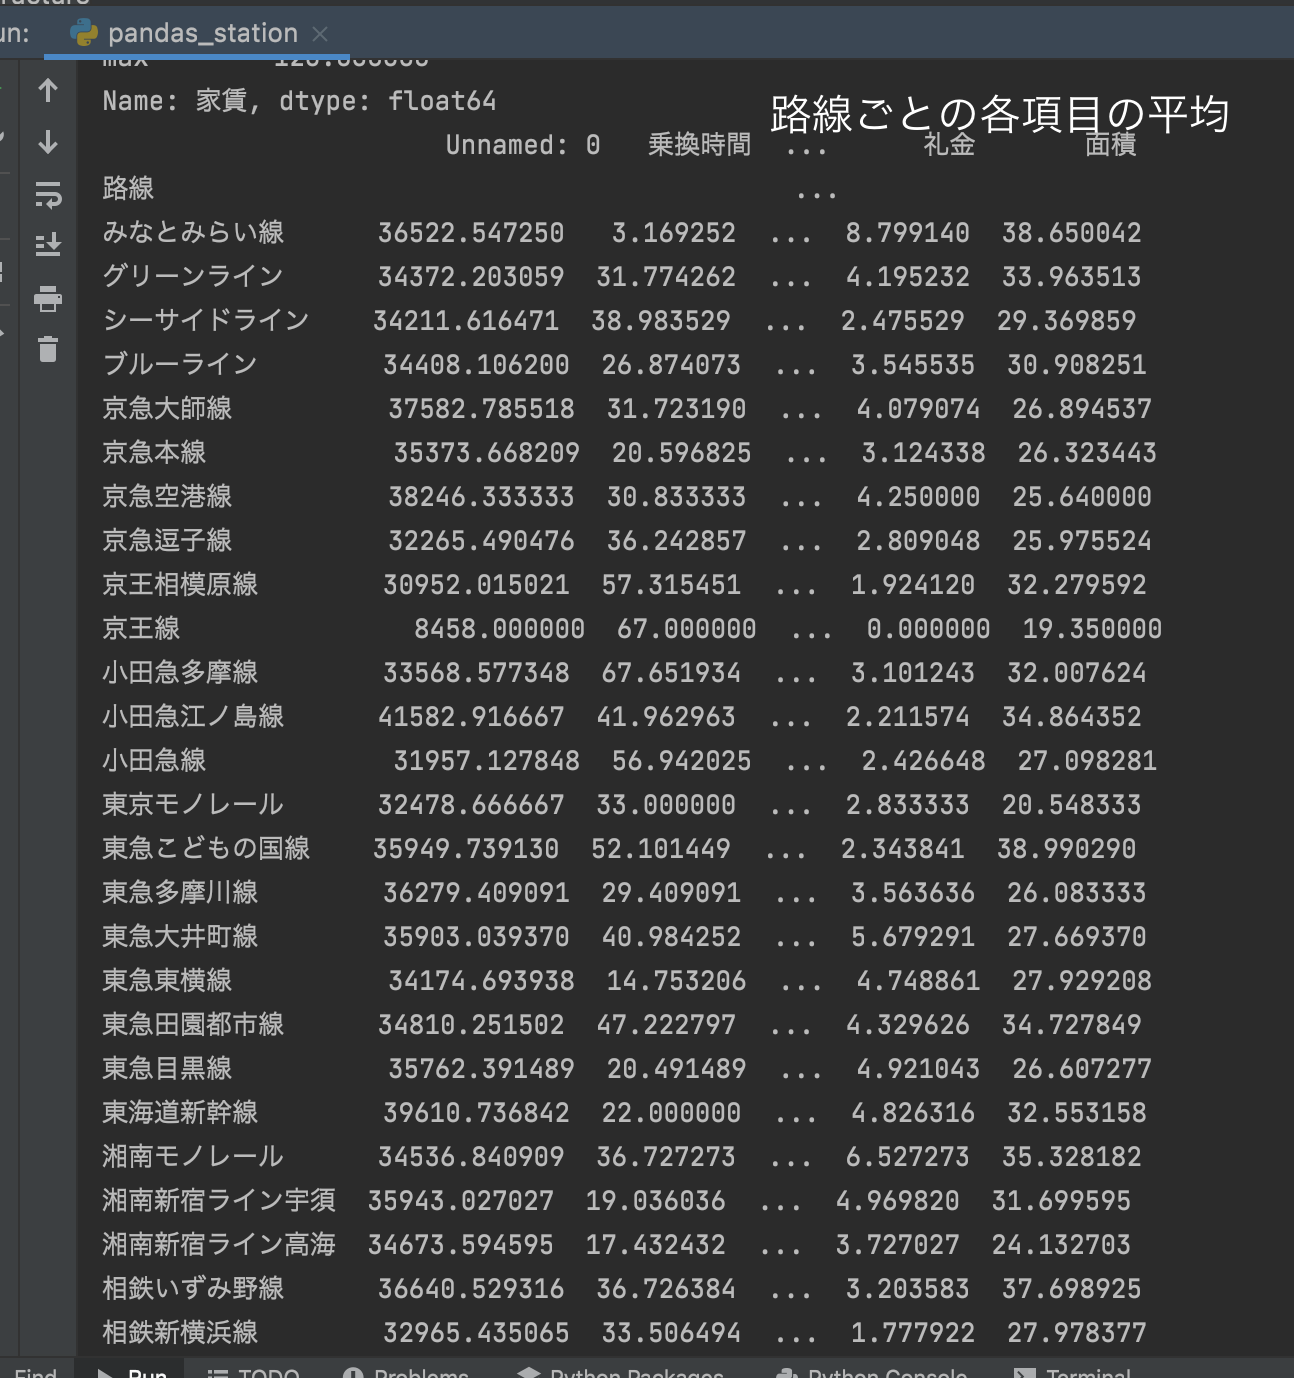 un: pandas_station ×
max 120.000000
Name: 家賃, dtype: float64
路線ごとの各項目の平均
Unnamed: 0 乗換時間 ... 礼金 面積
路線 ...
みなとみらい線 36522.547250 3.169252 ... 8.799140 38.650042
グリーンライン 34372.203059 31.774262 ... 4.195232 33.963513
シーサイドライン 34211.616471 38.983529 ... 2.475529 29.369859
ブルーライン 34408.106200 26.874073 ... 3.545535 30.908251
京急大師線 37582.785518 31.723190 ... 4.079074 26.894537
京急本線 35373.668209 20.596825 ... 3.124338 26.323443
京急空港線 38246.333333 30.833333 ... 4.250000 25.640000
京急逗子線 32265.490476 36.242857 ... 2.809048 25.975524
京王相模原線 30952.015021 57.315451 ... 1.924120 32.279592
京王線 8458.000000 67.000000 ... 0.000000 19.350000
小田急多摩線 33568.577348 67.651934 ... 3.101243 32.007624
小田急江ノ島線 41582.916667 41.962963 ... 2.211574 34.864352
小田急線 31957.127848 56.942025 ... 2.426648 27.098281
東京モノレール 32478.666667 33.000000 ... 2.833333 20.548333
東急こどもの国線 35949.739130 52.101449 ... 2.343841 38.990290
東急多摩川線 36279.409091 29.409091 ... 3.563636 26.083333
東急大井町線 35903.039370 40.984252 ... 5.679291 27.669370
東急東横線 34174.693938 14.753206 ... 4.748861 27.929208
東急田園都市線 34810.251502 47.222797 ... 4.329626 34.727849
東急目黒線 35762.391489 20.491489 ... 4.921043 26.607277
東海道新幹線 39610.736842 22.000000 ... 4.826316 32.553158
湘南モノレール 34536.840909 36.727273 ... 6.527273 35.328182
湘南新宿ライン宇須 35943.027027 19.036036 ... 4.969820 31.699595
湘南新宿ライン高海 34673.594595 17.432432 ... 3.727027 24.132703
相鉄いずみ野線 36640.529316 36.726384 ... 3.203583 37.698925
相鉄新横浜線 32965.435065 33.506494 ... 1.777922 27.978377
Find Run TODO Problems Python Packages Python Console Terminal